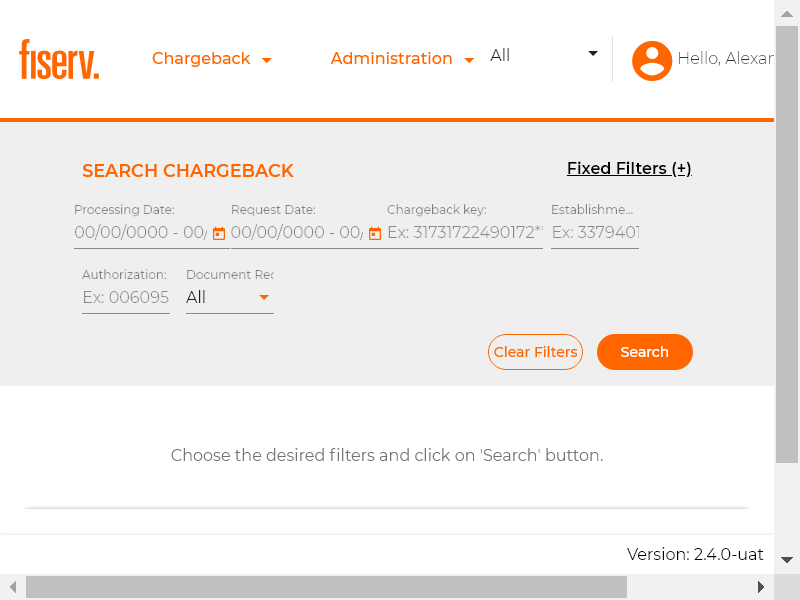 fiserv.
Chargeback
Administration
All
Hello, Alexan
SEARCH CHARGEBACK
Fixed Filters (+)
Processing Date:
Request Date:
Chargeback key:
Establishme...
00/00/0000 - 00/
00/00/0000 - 00/
Ex: 31731722490172*
Ex: 3379401
Authorization:
Document Rec
Ex: 006095
All
Clear Filters
Search
Choose the desired filters and click on 'Search' button.
Version: 2.4.0-uat